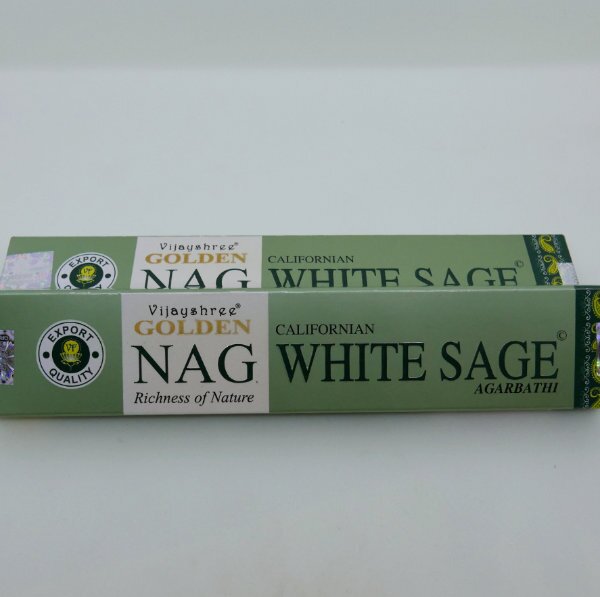 EXPORT
Vijayshree®
GOLDEN
NAG
CALIFORNIAN
WHITE SAGE©
EXPORT
QUALITY
Vijayshree®
GOLDEN
NAG
Richness of Nature
CALIFORNIAN
WHITE SAGE©
AGARBATHI